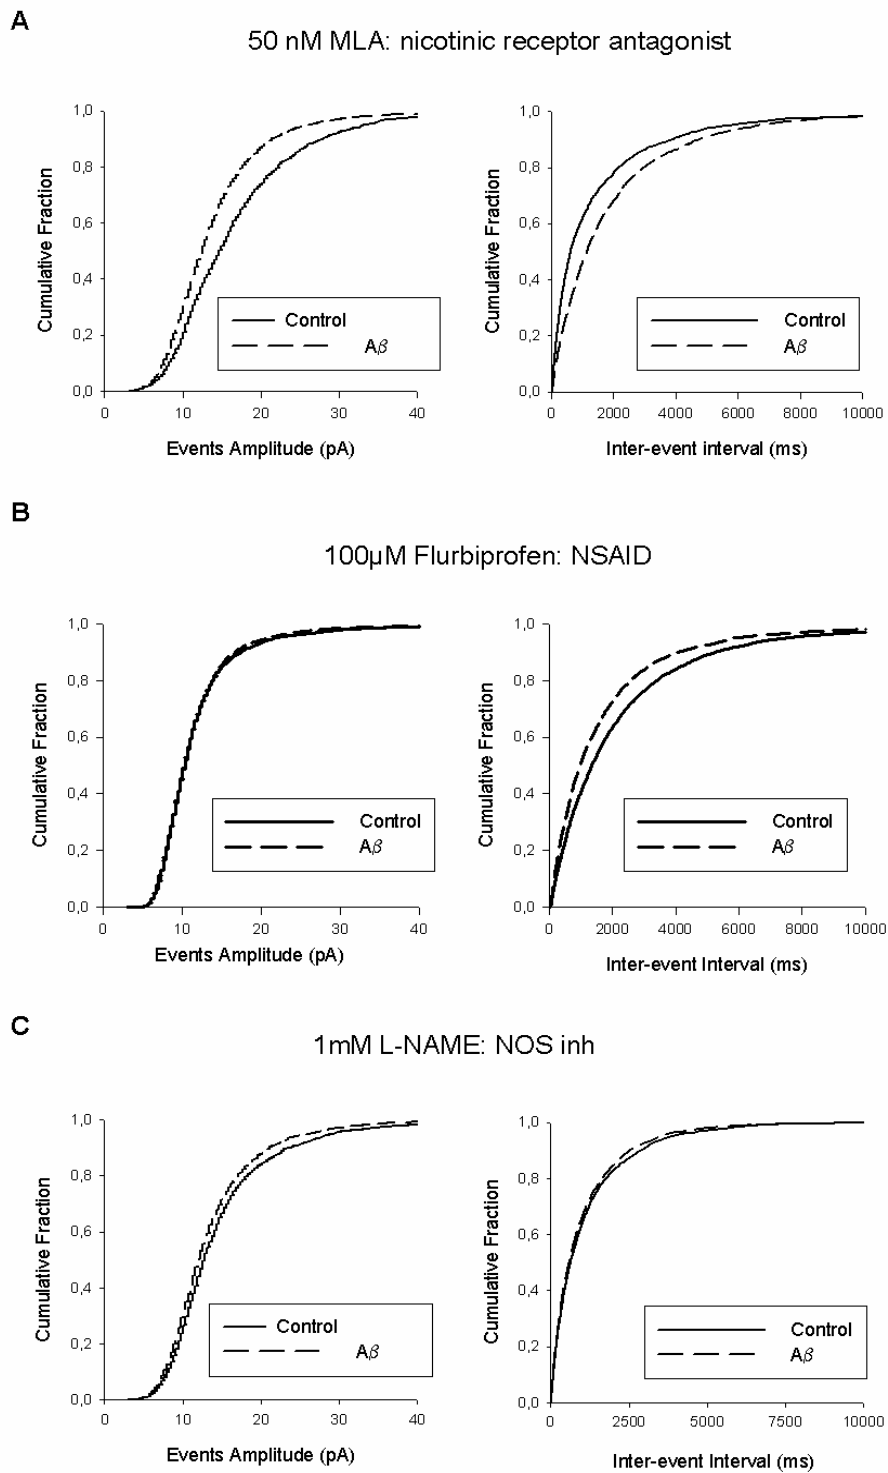 A
50 nM MLA: nicotinic receptor antagonist
1,0
0,8
0,6
0,4
0,2
0,0
Cumulative Fraction
Control
Aβ
0 10 20 30 40
Events Amplitude (pA)
1,0
0,8
0,6
0,4
0,2
0,0
Cumulative Fraction
Control
Aβ
0 2000 4000 6000 8000 10000
Inter-event interval (ms)
B
100µM Flurbiprofen: NSAID
1,0
0,8
0,6
0,4
0,2
0,0
Cumulative Fraction
Control
Aβ
0 10 20 30 40
Events Amplitude (pA)
1,0
0,8
0,6
0,4
0,2
0,0
Cumulative Fraction
Control
Aβ
0 2000 4000 6000 8000 10000
Inter-event Interval (ms)
C
1mM L-NAME: NOS inh
1,0
0,8
0,6
0,4
0,2
0,0
Cumulative Fraction
Control
Aβ
0 10 20 30 40
Events Amplitude (pA)
1,0
0,8
0,6
0,4
0,2
0,0
Cumulative Fraction
Control
Aβ
0 2500 5000 7500 10000
Inter-event Interval (ms)